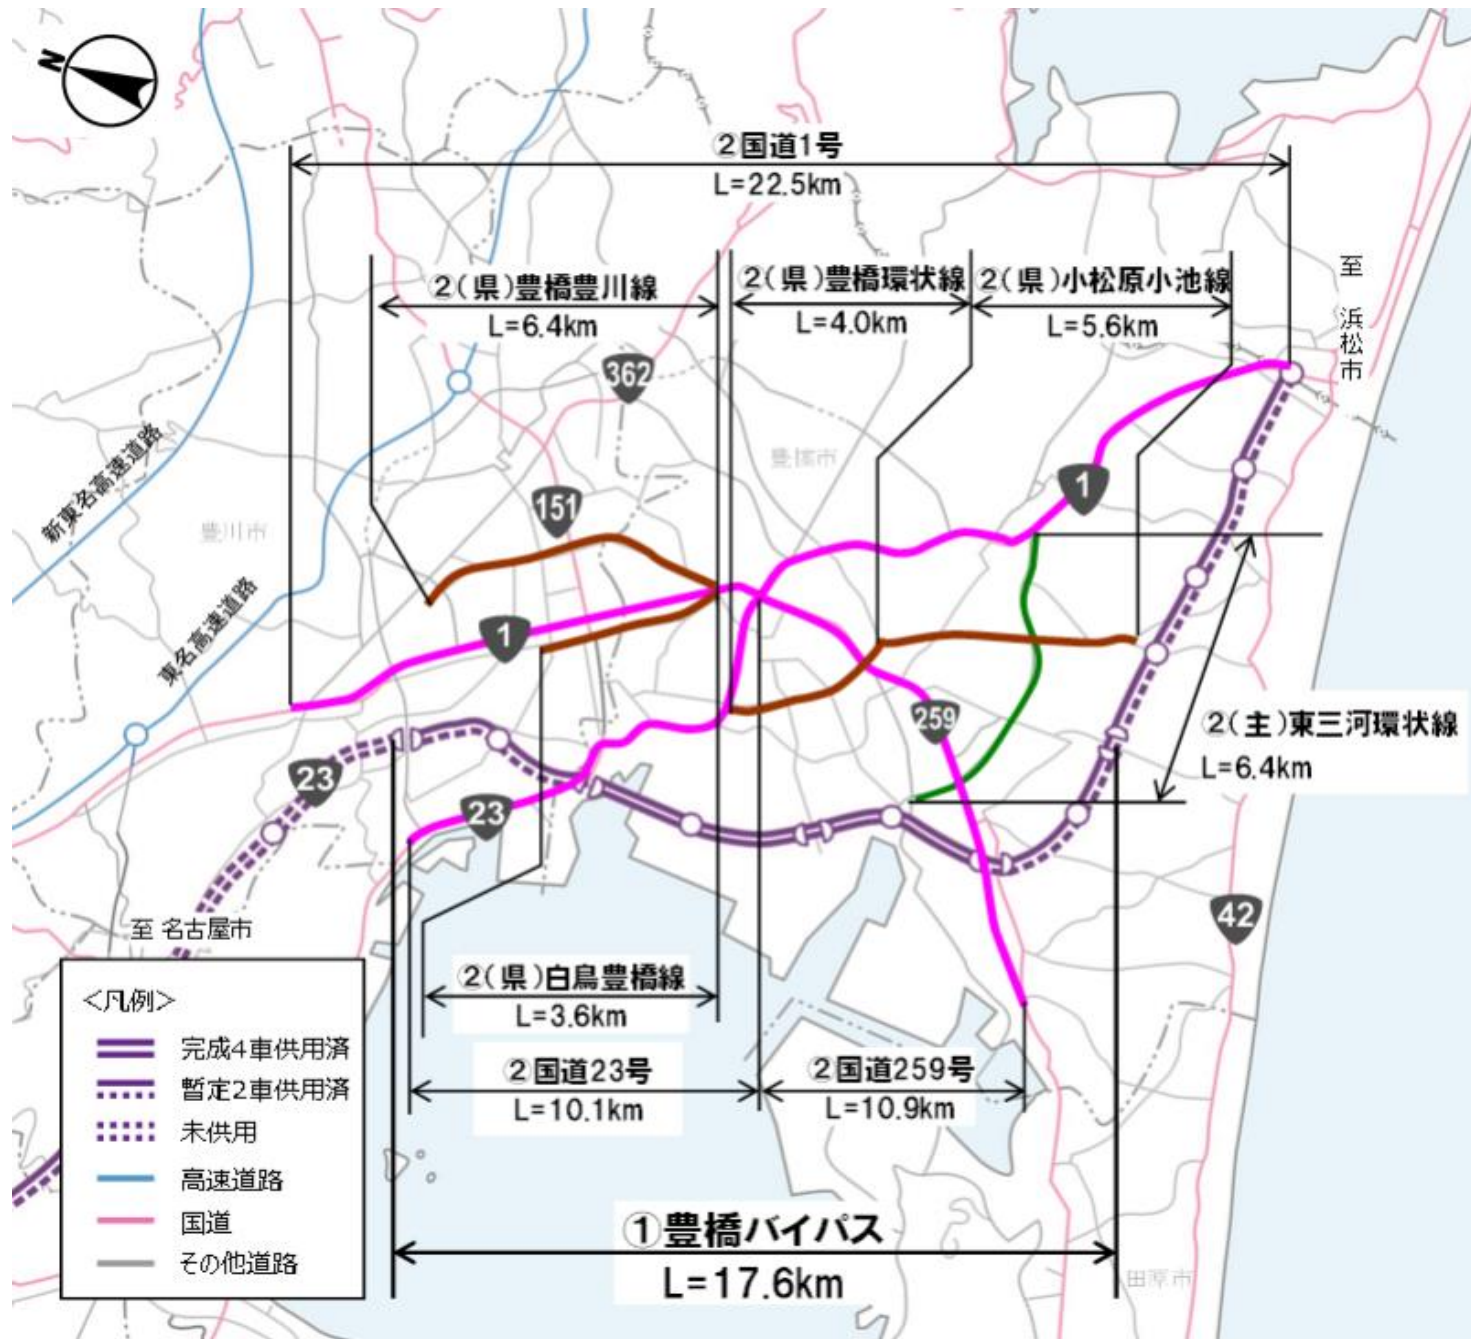 N
②国道1号
L=22.5km
②(県)豊橋豊川線
L=6.4km
②(県)豊橋環状線
L=4.0km
②(県)小松原小池線
L=5.6km
至 浜松市
362
151
豊橋市
1
新東名高速道路
豊川市
東名高速道路
1
259
②(主)東三河環状線
L=6.4km
23
23
42
至 名古屋市
②(県)白鳥豊橋線
L=3.6km
②国道23号
L=10.1km
②国道259号
L=10.9km
①豊橋バイパス
L=17.6km
田原市
<凡例>
完成4車供用済
暫定2車供用済
未供用
高速道路
国道
その他道路